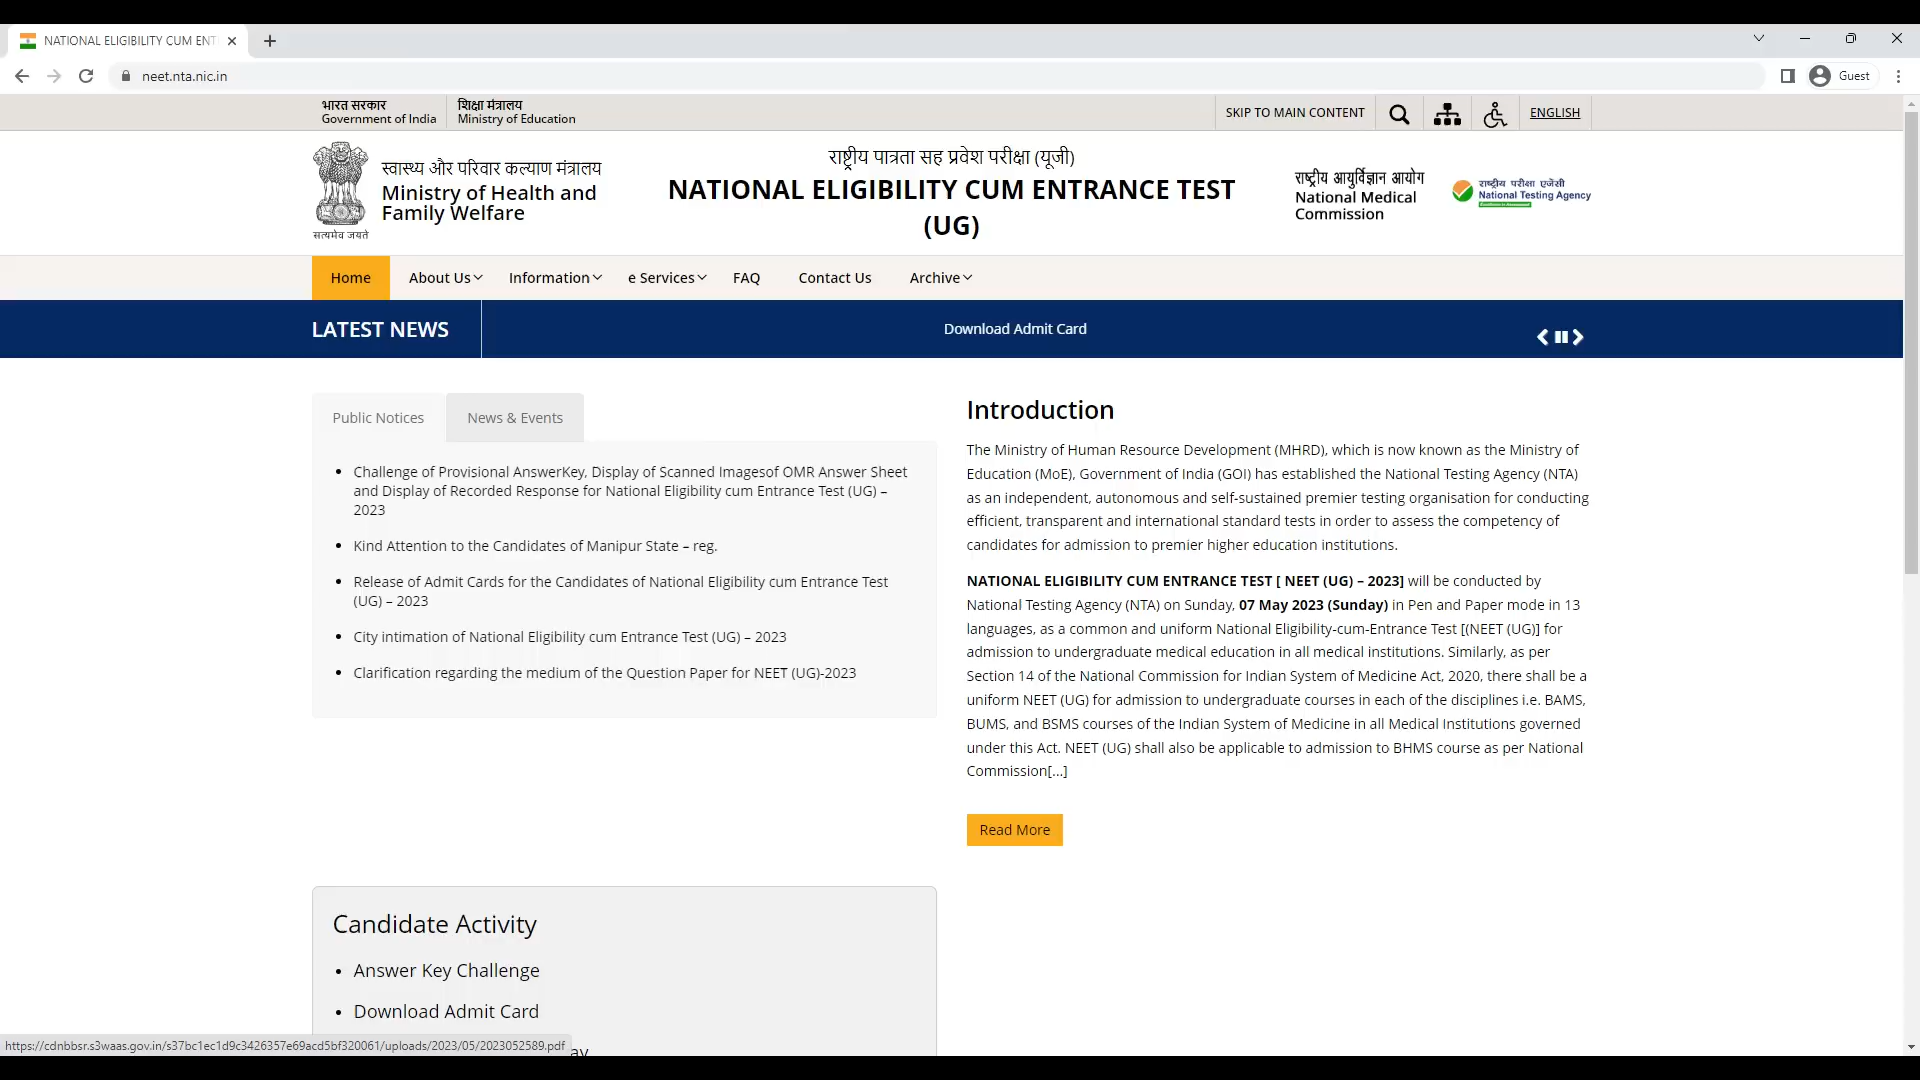 NATIONAL ELIGIBILITY CUM ENT
neet.nta.nic.in
Guest
भारत सरकार
Government of India
शिक्षा मंत्रालय
Ministry of Education
SKIP TO MAIN CONTENT
ENGLISH
सत्यमेव जयते
स्वास्थ्य और परिवार कल्याण मंत्रालय
Ministry of Health and
Family Welfare
राष्ट्रीय पात्रता सह प्रवेश परीक्षा (यूजी)
NATIONAL ELIGIBILITY CUM ENTRANCE TEST
(UG)
राष्ट्रीय आयुर्विज्ञान आयोग
National Medical
Commission
राष्ट्रीय परीक्षा एजेंसी
National Testing Agency
Home
About Us
Information
e Services
FAQ
Contact Us
Archive
LATEST NEWS
Download Admit Card
Public Notices
News & Events
Challenge of Provisional AnswerKey, Display of Scanned Imagesof OMR Answer Sheet
and Display of Recorded Response for National Eligibility cum Entrance Test (UG) –
2023
Kind Attention to the Candidates of Manipur State – reg.
Release of Admit Cards for the Candidates of National Eligibility cum Entrance Test
(UG) – 2023
City intimation of National Eligibility cum Entrance Test (UG) – 2023
Clarification regarding the medium of the Question Paper for NEET (UG)-2023
Introduction
The Ministry of Human Resource Development (MHRD), which is now known as the Ministry of
Education (MoE), Government of India (GOI) has established the National Testing Agency (NTA)
as an independent, autonomous and self-sustained premier testing organisation for conducting
efficient, transparent and international standard tests in order to assess the competency of
candidates for admission to premier higher education institutions.
NATIONAL ELIGIBILITY CUM ENTRANCE TEST [ NEET (UG) – 2023] will be conducted by
National Testing Agency (NTA) on Sunday, 07 May 2023 (Sunday) in Pen and Paper mode in 13
languages, as a common and uniform National Eligibility-cum-Entrance Test [(NEET (UG)] for
admission to undergraduate medical education in all medical institutions. Similarly, as per
Section 14 of the National Commission for Indian System of Medicine Act, 2020, there shall be a
uniform NEET (UG) for admission to undergraduate courses in each of the disciplines i.e. BAMS,
BUMS, and BSMS courses of the Indian System of Medicine in all Medical Institutions governed
under this Act. NEET (UG) shall also be applicable to admission to BHMS course as per National
Commission[...]
Read More
Candidate Activity
Answer Key Challenge
Download Admit Card
https://cdnbbsr.s3waas.gov.in/s37bc1ec1d9c3426357e69acd5bf320061/uploads/2023/05/2023052589.pdf